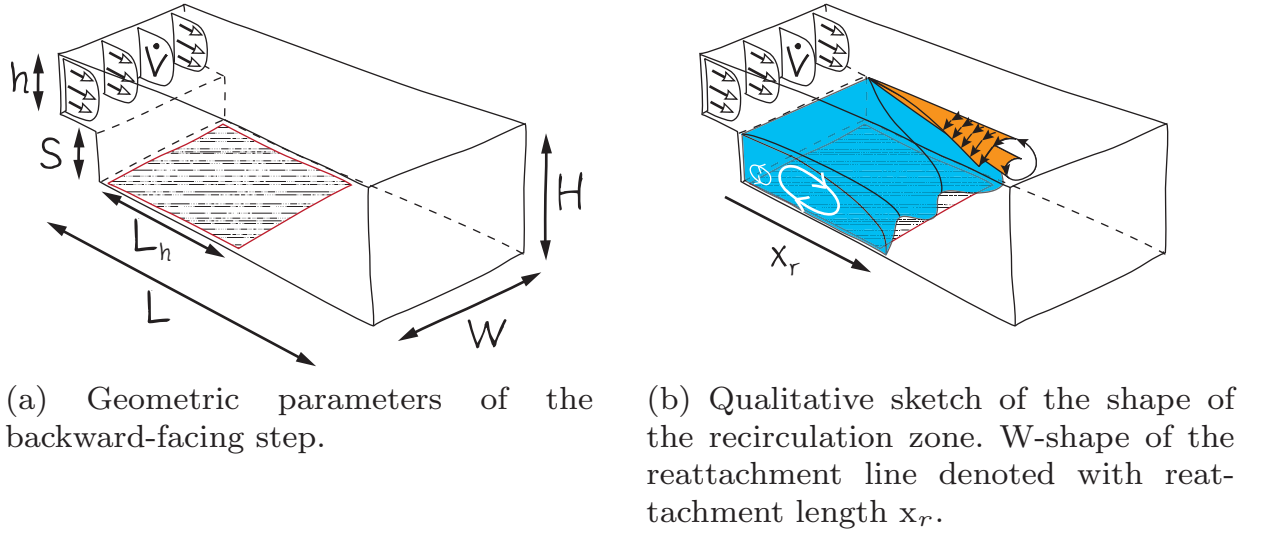 V̇
h
S
H
L_h
L
W
(a) Geometric parameters of the
backward-facing step.
V̇
x_r
(b) Qualitative sketch of the shape of
the recirculation zone. W-shape of the
reattachment line denoted with reat-
tachment length x_r.